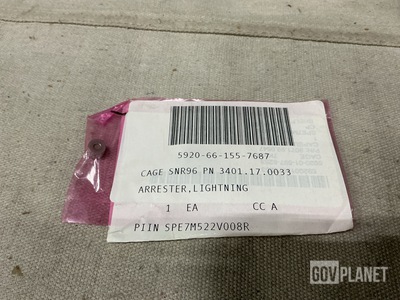 5920-66-155-7687
CAGE SNR96 PN 3401.17.0033
ARRESTER,LIGHTNING
1 EA CC A
PIIN SPE7M522V008R
GOVPLANET